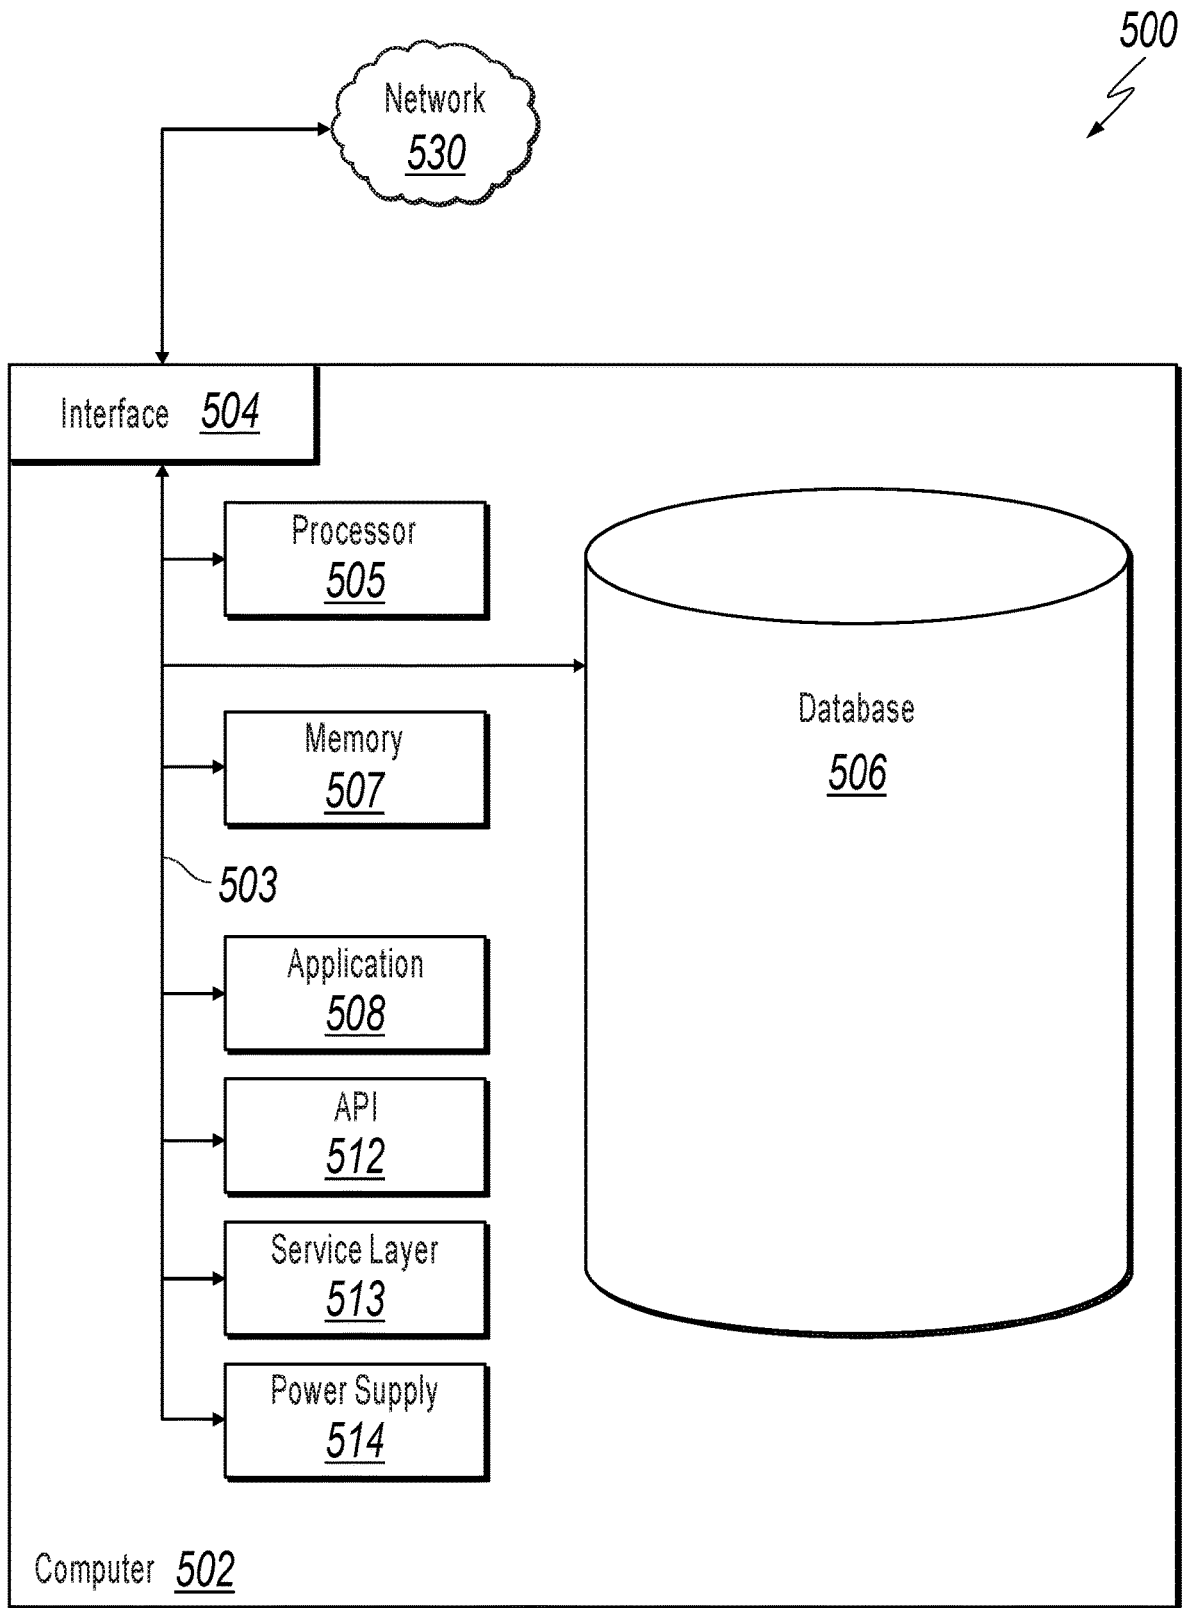 500
Network
530
Interface 504
Processor
505
Database
506
Memory
507
503
Application
508
API
512
Service Layer
513
Power Supply
514
Computer 502